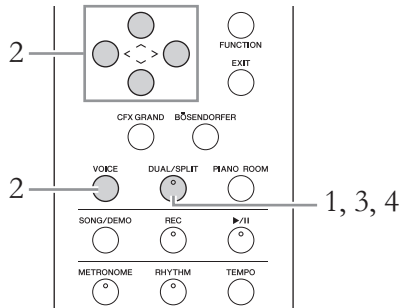 2
< >
FUNCTION
EXIT
CFX GRAND BÖSENDORFER
2
VOICE DUAL/SPLIT PIANO ROOM
1, 3, 4
SONG/DEMO REC ►/II
METRONOME RHYTHM TEMPO